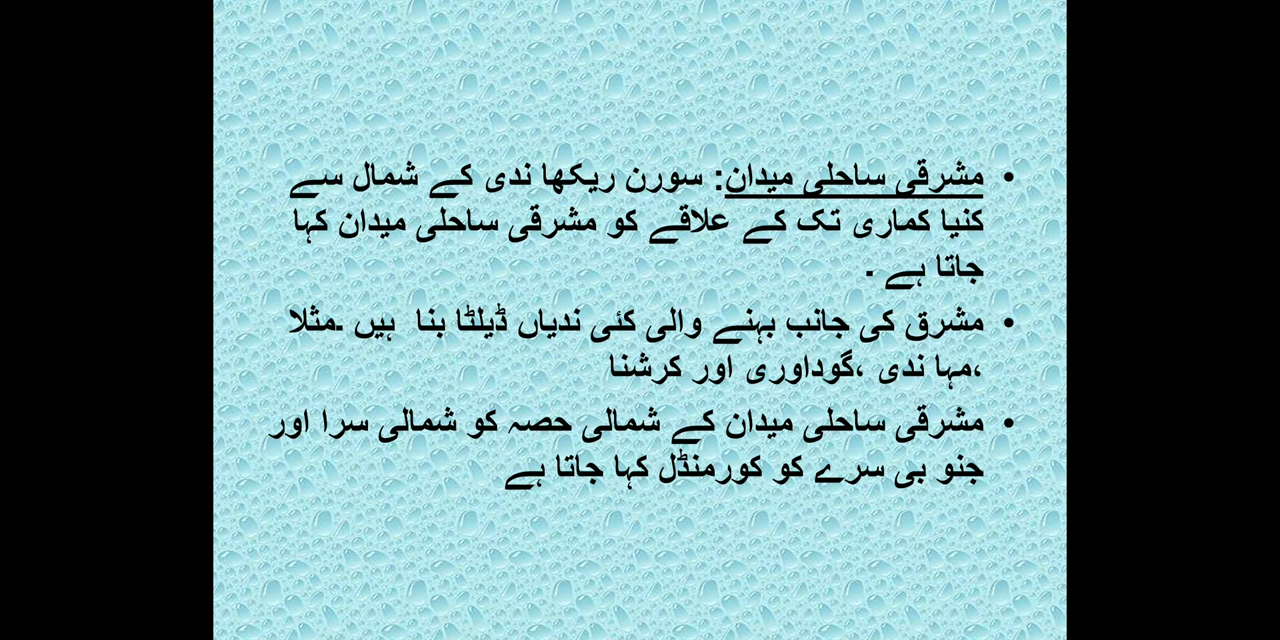 • مشرقی ساحلی میدان: سورن ریکھا ندی کے شمال سے
کنیا کماری تک کے علاقے کو مشرقی ساحلی میدان کہا
جاتا ہے ۔
• مشرق کی جانب بہنے والی کئی ندیاں ڈیلٹا بنا  ہیں ۔مثلا
،مہا ندی ،گوداوری اور کرشنا
• مشرقی ساحلی میدان کے شمالی حصہ کو شمالی سرا اور
جنو بی سرے کو کورمنڈل کہا جاتا ہے